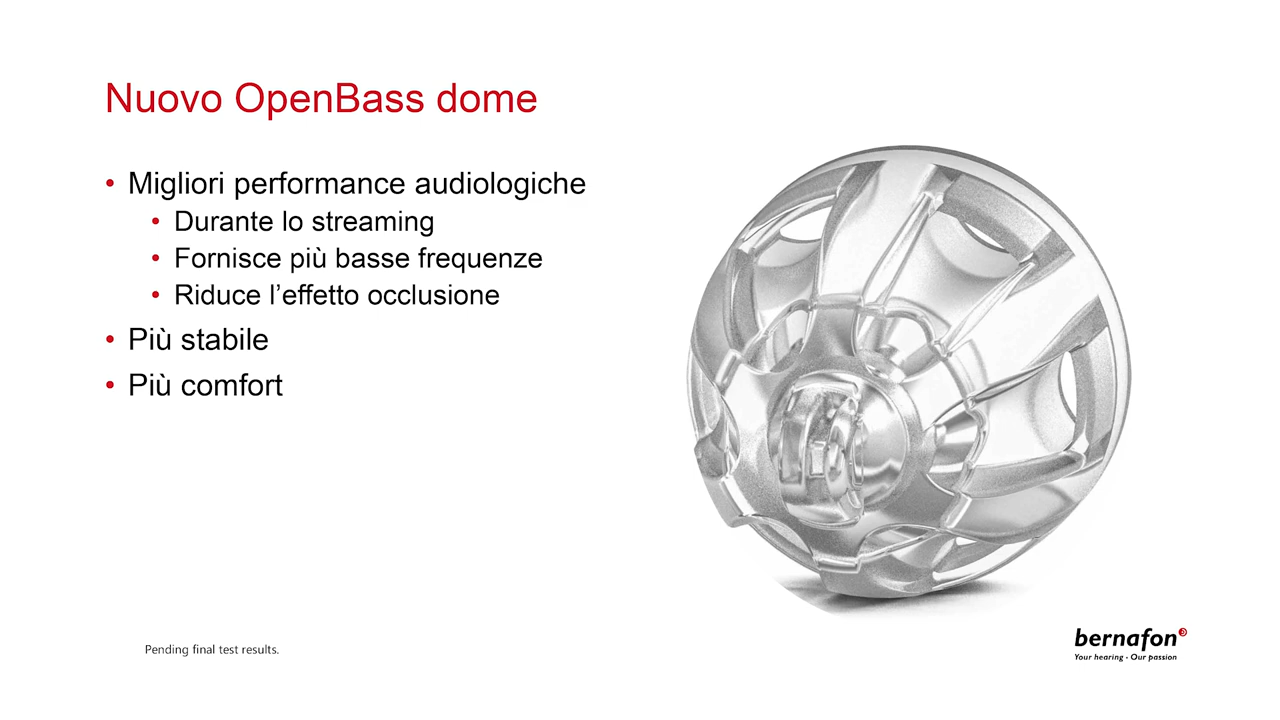 Nuovo OpenBass dome
• Migliori performance audiologiche
• Durante lo streaming
• Fornisce più basse frequenze
• Riduce l’effetto occlusione
• Più stabile
• Più comfort
Pending final test results.
bernafon
Your hearing - Our passion